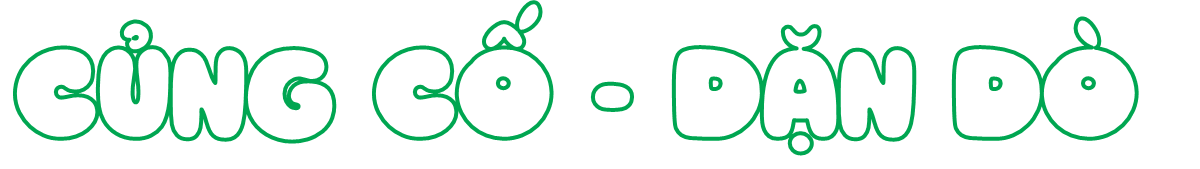 CỦNG CỐ - DẶN DÒ